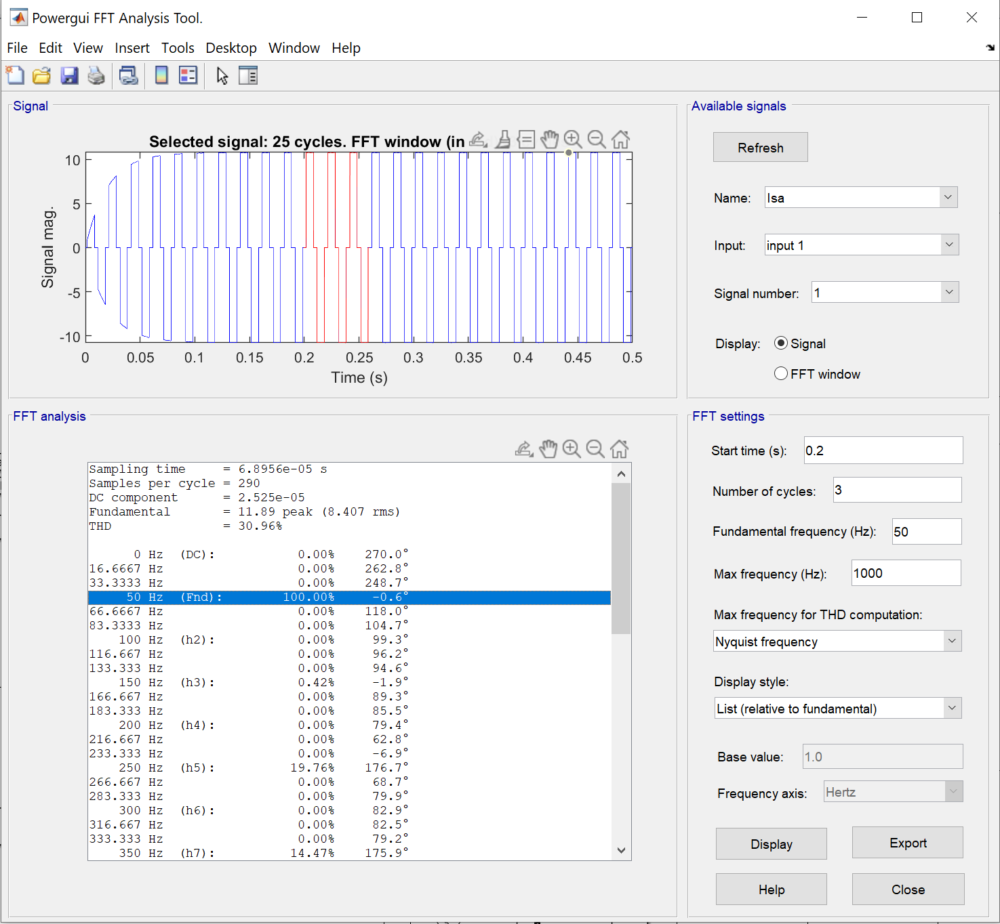 Powergui FFT Analysis Tool.
File Edit View Insert Tools Desktop Window Help
Signal
Selected signal: 25 cycles. FFT window (in
10
5
0
-5
-10
Signal mag.
0 0.05 0.1 0.15 0.2 0.25 0.3 0.35 0.4 0.45 0.5
Time (s)
Available signals
Refresh
Name: Isa
Input: input 1
Signal number: 1
Display: Signal
FFT window
FFT analysis
Sampling time = 6.8956e-05 s
Samples per cycle = 290
DC component = 2.525e-05
Fundamental = 11.89 peak (8.407 rms)
THD = 30.96%
0 Hz (DC): 0.00% 270.0°
16.6667 Hz 0.00% 262.8°
33.3333 Hz 0.00% 248.7°
50 Hz (Fnd): 100.00% -0.6°
66.6667 Hz 0.00% 118.0°
83.3333 Hz 0.00% 104.7°
100 Hz (h2): 0.00% 99.3°
116.667 Hz 0.00% 96.2°
133.333 Hz 0.00% 94.6°
150 Hz (h3): 0.42% -1.9°
166.667 Hz 0.00% 89.3°
183.333 Hz 0.00% 85.5°
200 Hz (h4): 0.00% 79.4°
216.667 Hz 0.00% 62.8°
233.333 Hz 0.00% -6.9°
250 Hz (h5): 19.76% 176.7°
266.667 Hz 0.00% 68.7°
283.333 Hz 0.00% 79.9°
300 Hz (h6): 0.00% 82.9°
316.667 Hz 0.00% 82.5°
333.333 Hz 0.00% 79.2°
350 Hz (h7): 14.47% 175.9°
FFT settings
Start time (s): 0.2
Number of cycles: 3
Fundamental frequency (Hz): 50
Max frequency (Hz): 1000
Max frequency for THD computation:
Nyquist frequency
Display style:
List (relative to fundamental)
Base value: 1.0
Frequency axis: Hertz
Display Export
Help Close